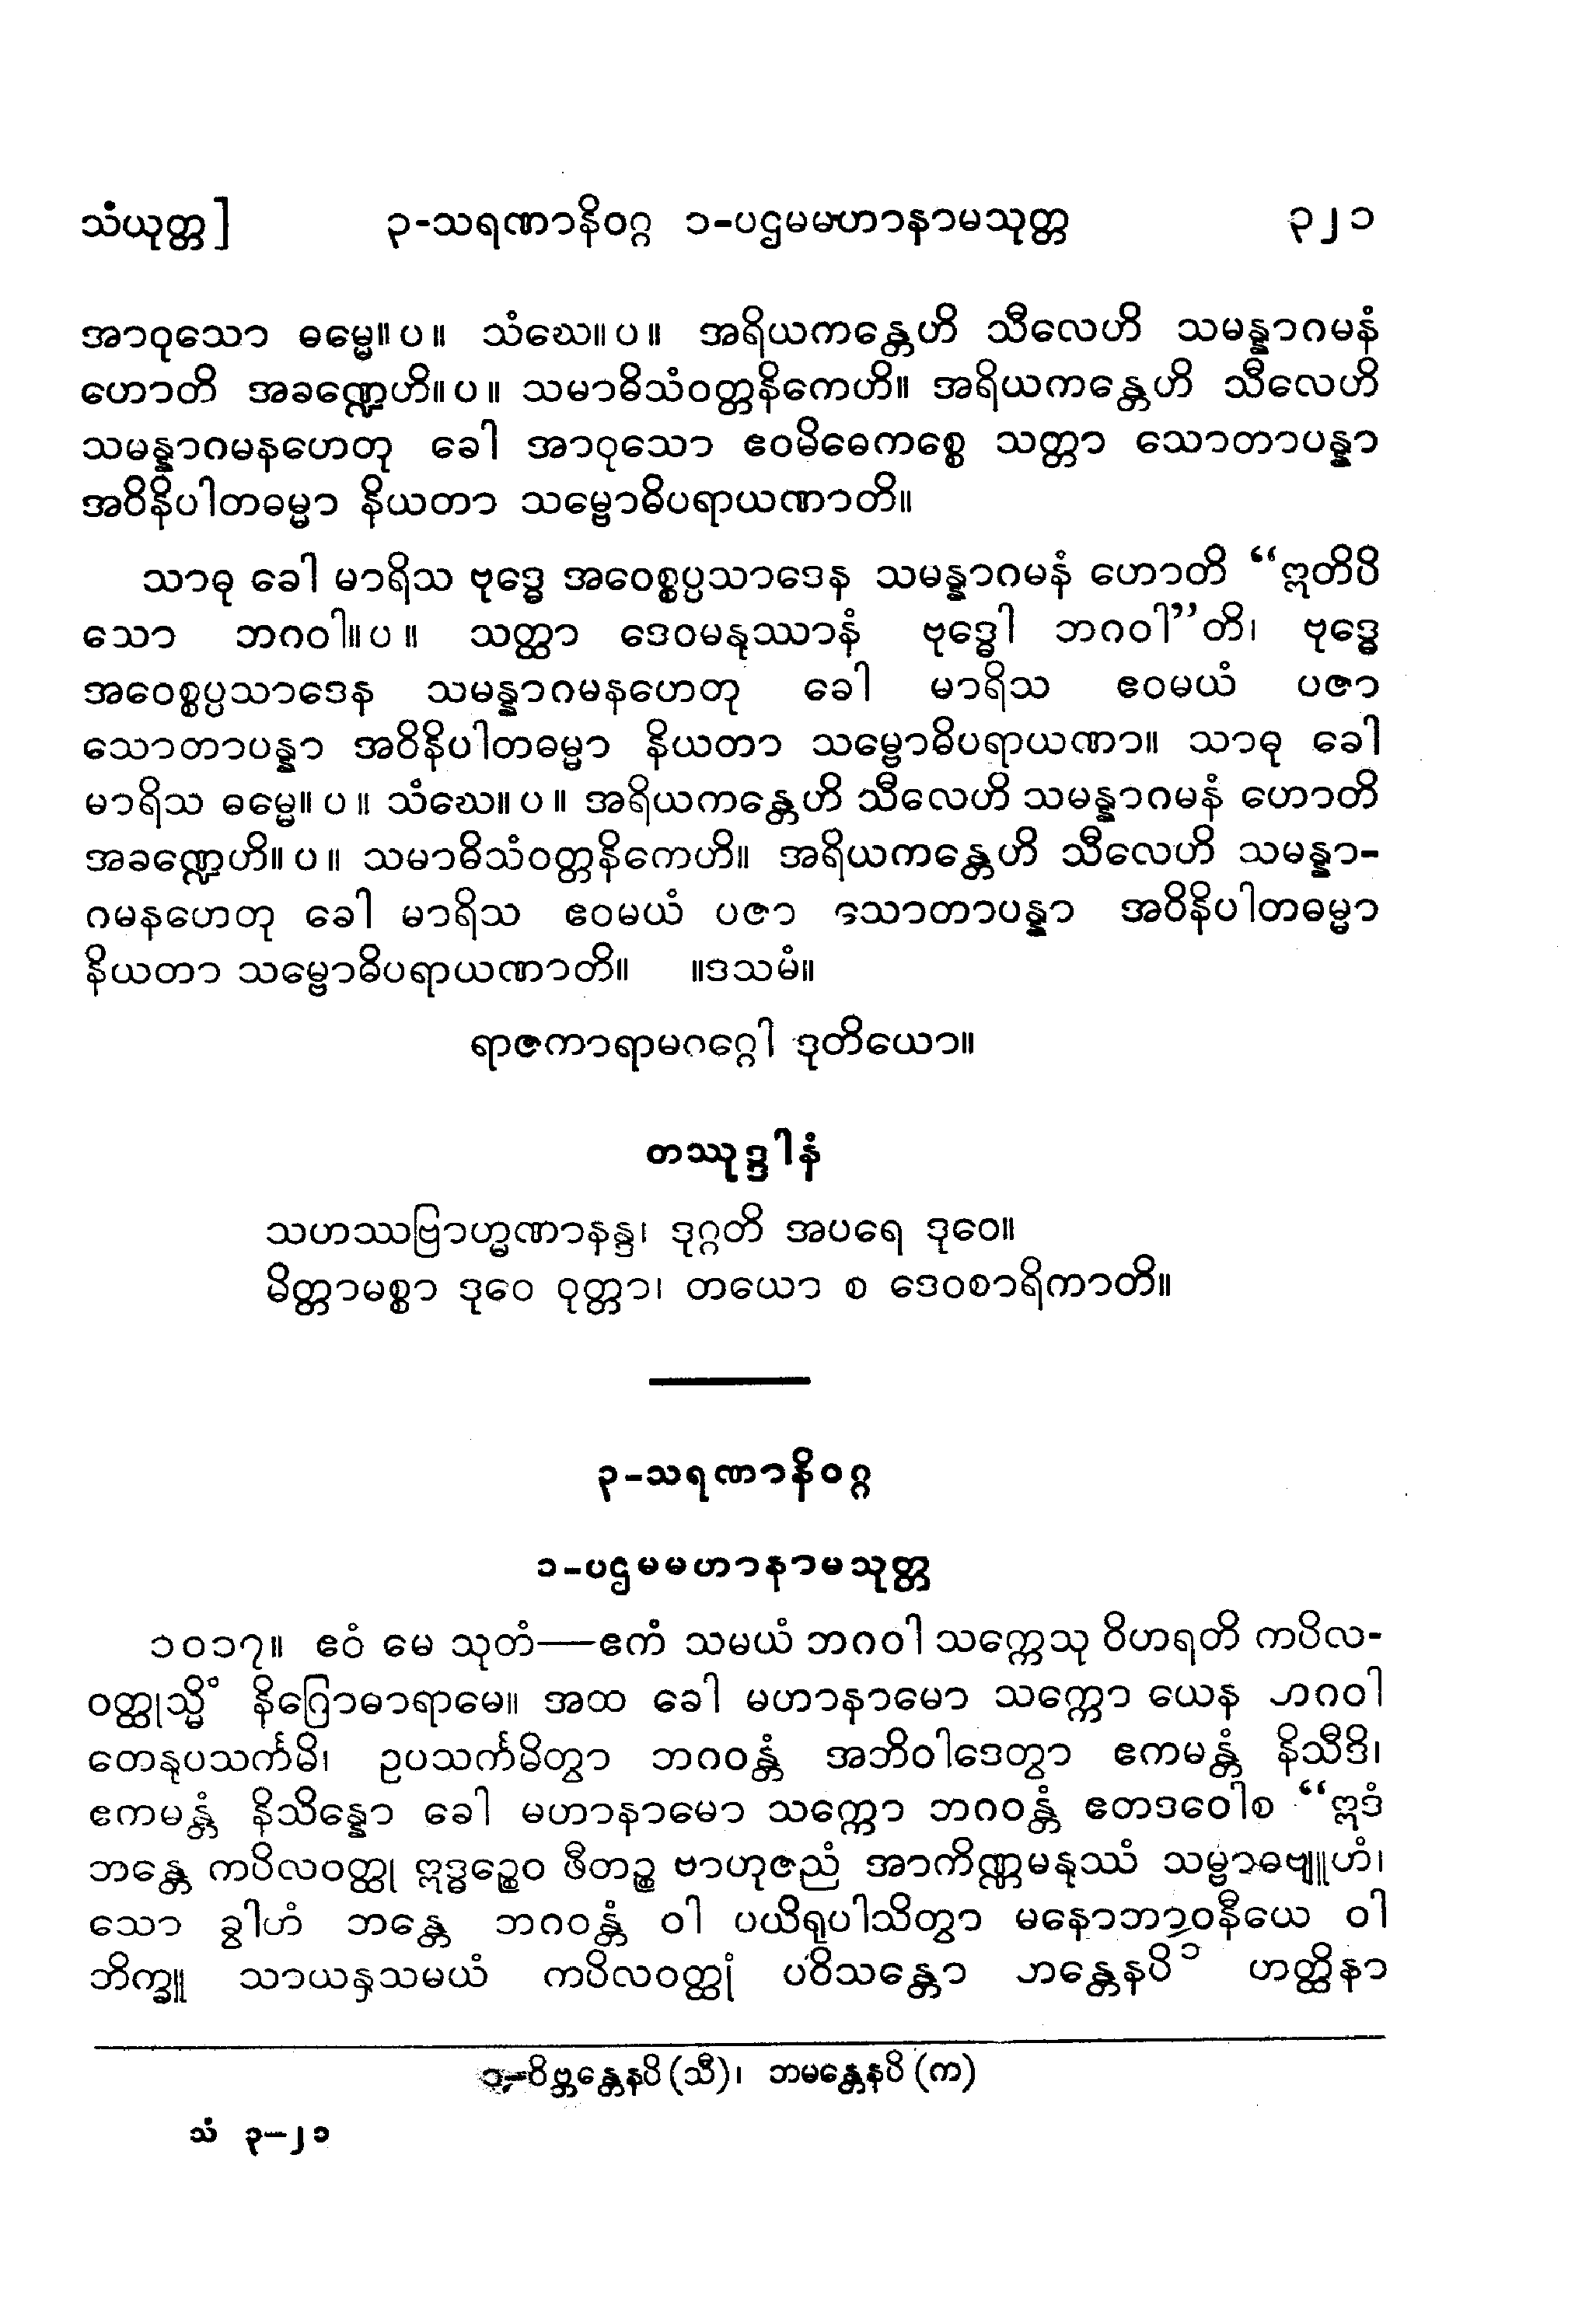 သံယုတ္တ] ၃-သရဏာနိဝဂ္ဂ ၁-ပဌမမဟာနာမသုတ္တ ၃၂၁
အာဝုသော ဓမ္မေ။ ပ ။ သံဃေ။ ပ ။ အရိယကန္တေဟိ သီလေဟိ သမန္နာဂမနံ
ဟောတိ အခဏ္ဍေဟိ။ ပ ။ သမာဓိသံဝတ္တနိကေဟိ။ အရိယကန္တေဟိ သီလေဟိ
သမန္နာဂမနဟေတု ခေါ အာဝုသော ဧဝမိဓေကစ္စေ သတ္တာ သောတာပန္နာ
အဝိနိပါတဓမ္မာ နိယတာ သမ္ဗောဓိပရာယဏာတိ။
သာဓု ခေါ မာရိသ ဗုဒ္ဓေ အဝေစ္စပ္ပသာဒေန သမန္နာဂမနံ ဟောတိ “ဣတိပိ
သော ဘဂဝါ။ ပ ။ သတ္ထာ ဒေဝမနုဿာနံ ဗုဒ္ဓေါ ဘဂဝါ”တိ၊ ဗုဒ္ဓေ
အဝေစ္စပ္ပသာဒေန သမန္နာဂမနဟေတု ခေါ မာရိသ ဧဝမယံ ပဇာ
သောတာပန္နာ အဝိနိပါတဓမ္မာ နိယတာ သမ္ဗောဓိပရာယဏာ။ သာဓု ခေါ
မာရိသ ဓမ္မေ။ ပ ။ သံဃေ။ ပ ။ အရိယကန္တေဟိ သီလေဟိ သမန္နာဂမနံ ဟောတိ
အခဏ္ဍေဟိ။ ပ ။ သမာဓိသံဝတ္တနိကေဟိ။ အရိယကန္တေဟိ သီလေဟိ သမန္နာ-
ဂမနဟေတု ခေါ မာရိသ ဧဝမယံ ပဇာ သောတာပန္နာ အဝိနိပါတဓမ္မာ
နိယတာ သမ္ဗောဓိပရာယဏာတိ။ ။ဒသမံ။
ရာဇကာရာမဂဂ္ဂေါ ဒုတိယော။
တဿုဒ္ဒါနံ
သဟဿဗြာဟ္မဏာနန္ဒ၊ ဒုဂ္ဂတိ အပရေ ဒုဝေ။
မိတ္တာမစ္စာ ဒုဝေ ဝုတ္တာ၊ တယော စ ဒေဝစာရိကာတိ။
၃-သရဏာနိဝဂ္ဂ
၁-ပဌမမဟာနာမသုတ္တ
၁၀၁၇။ ဧဝံ မေ သုတံ—ဧကံ သမယံ ဘဂဝါ သက္ကေသု ဝိဟရတိ ကပိလ-
ဝတ္ထုသ္မိံ နိဂြောဓာရာမေ။ အထ ခေါ မဟာနာမော သက္ကော ယေန ဘဂဝါ
တေနုပသင်္ကမိ၊ ဥပသင်္ကမိတွာ ဘဂဝန္တံ အဘိဝါဒေတွာ ဧကမန္တံ နိသီဒိ၊
ဧကမန္တံ နိသိန္နော ခေါ မဟာနာမော သက္ကော ဘဂဝန္တံ ဧတဒဝေါစ “ဣဒံ
ဘန္တေ ကပိလဝတ္ထု ဣဒ္ဓဉ္စေဝ ဖီတဉ္စ ဗာဟုဇညံ အာကိဏ္ဏမနုဿံ သမ္ဗာဓဗျူဟံ၊
သော ခွါဟံ ဘန္တေ ဘဂဝန္တံ ဝါ ပယိရုပါသိတွာ မနောဘာဝနီယေ ဝါ
ဘိက္ခူ သာယနှသမယံ ကပိလဝတ္ထုံ ပဝိသန္တော ဘန္တေနပိ၁ ဟတ္ထိနာ
၁-ဝိဗ္ဘန္တေနပိ (သီ)၊ ဘမန္တေနပိ (က)
သံ ၃—၂၁